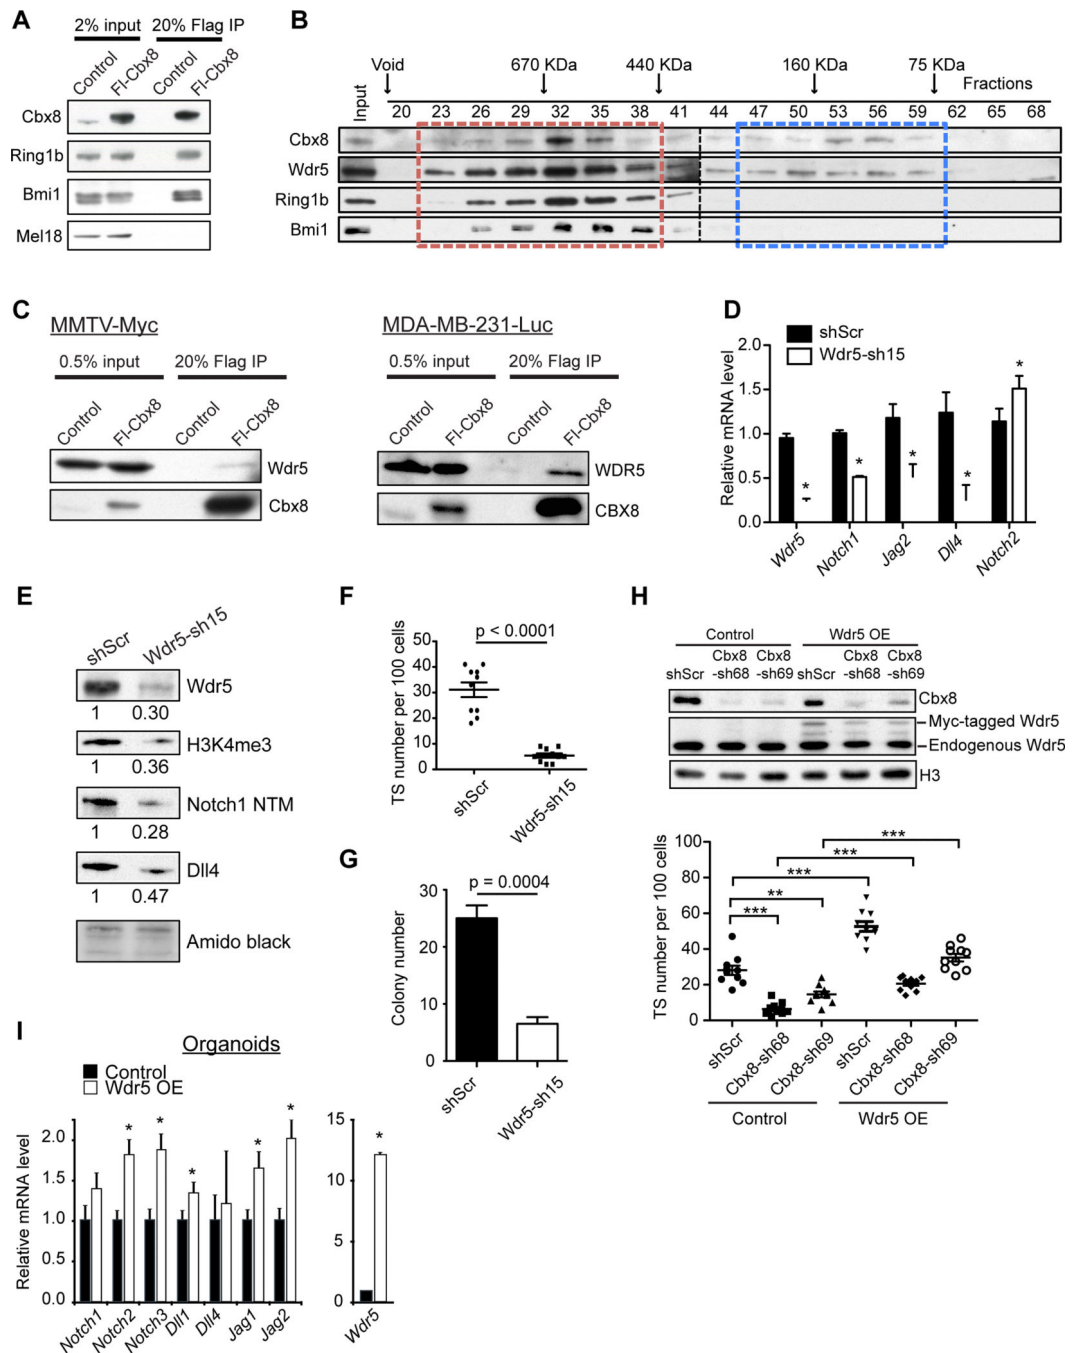 A
2% input 20% Flag IP
Control
Fl-Cbx8
Control
Fl-Cbx8
Cbx8
Ring1b
Bmi1
Mel18
B
Void 670 KDa 440 KDa 160 KDa 75 KDa
Fractions
Input 20 23 26 29 32 35 38 41 44 47 50 53 56 59 62 65 68
Cbx8
Wdr5
Ring1b
Bmi1
C
MMTV-Myc
0.5% input 20% Flag IP
Control
Fl-Cbx8
Control
Fl-Cbx8
Wdr5
Cbx8
MDA-MB-231-Luc
0.5% input 20% Flag IP
Control
Fl-Cbx8
Control
Fl-Cbx8
WDR5
CBX8
D
shScr
Wdr5-sh15
Relative mRNA level
2.0
1.5
1.0
0.5
0.0
* * * * *
Wdr5
Notch1
Jag2
Dll4
Notch2
E
shScr
Wdr5-sh15
Wdr5
1 0.30
H3K4me3
1 0.36
Notch1 NTM
1 0.28
Dll4
1 0.47
Amido black
F
p < 0.0001
TS number per 100 cells
50
40
30
20
10
0
shScr
Wdr5-sh15
G
p = 0.0004
Colony number
30
20
10
0
shScr
Wdr5-sh15
H
Control Wdr5 OE
shScr
Cbx8
-sh68
Cbx8
-sh69
shScr
Cbx8
-sh68
Cbx8
-sh69
Cbx8
Myc-tagged Wdr5
Endogenous Wdr5
H3
TS number per 100 cells
100
80
60
40
20
0
***
***
***
**
***
shScr
Cbx8-sh68
Cbx8-sh69
shScr
Cbx8-sh68
Cbx8-sh69
Control Wdr5 OE
I
Organoids
Control
Wdr5 OE
Relative mRNA level
2.0
1.5
1.0
0.5
0.0
* * * * *
Notch1
Notch2
Notch3
Dll1
Dll4
Jag1
Jag2
15
10
5
0
*
Wdr5